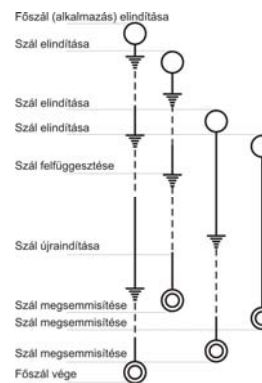 Főszál (alkalmazás) elindítása
Szál elindítása
Szál elindítása
Szál elindítása
Szál felfüggesztése
Szál újraindítása
Szál megsemmisítése
Szál megsemmisítése
Szál megsemmisítése
Főszál vége